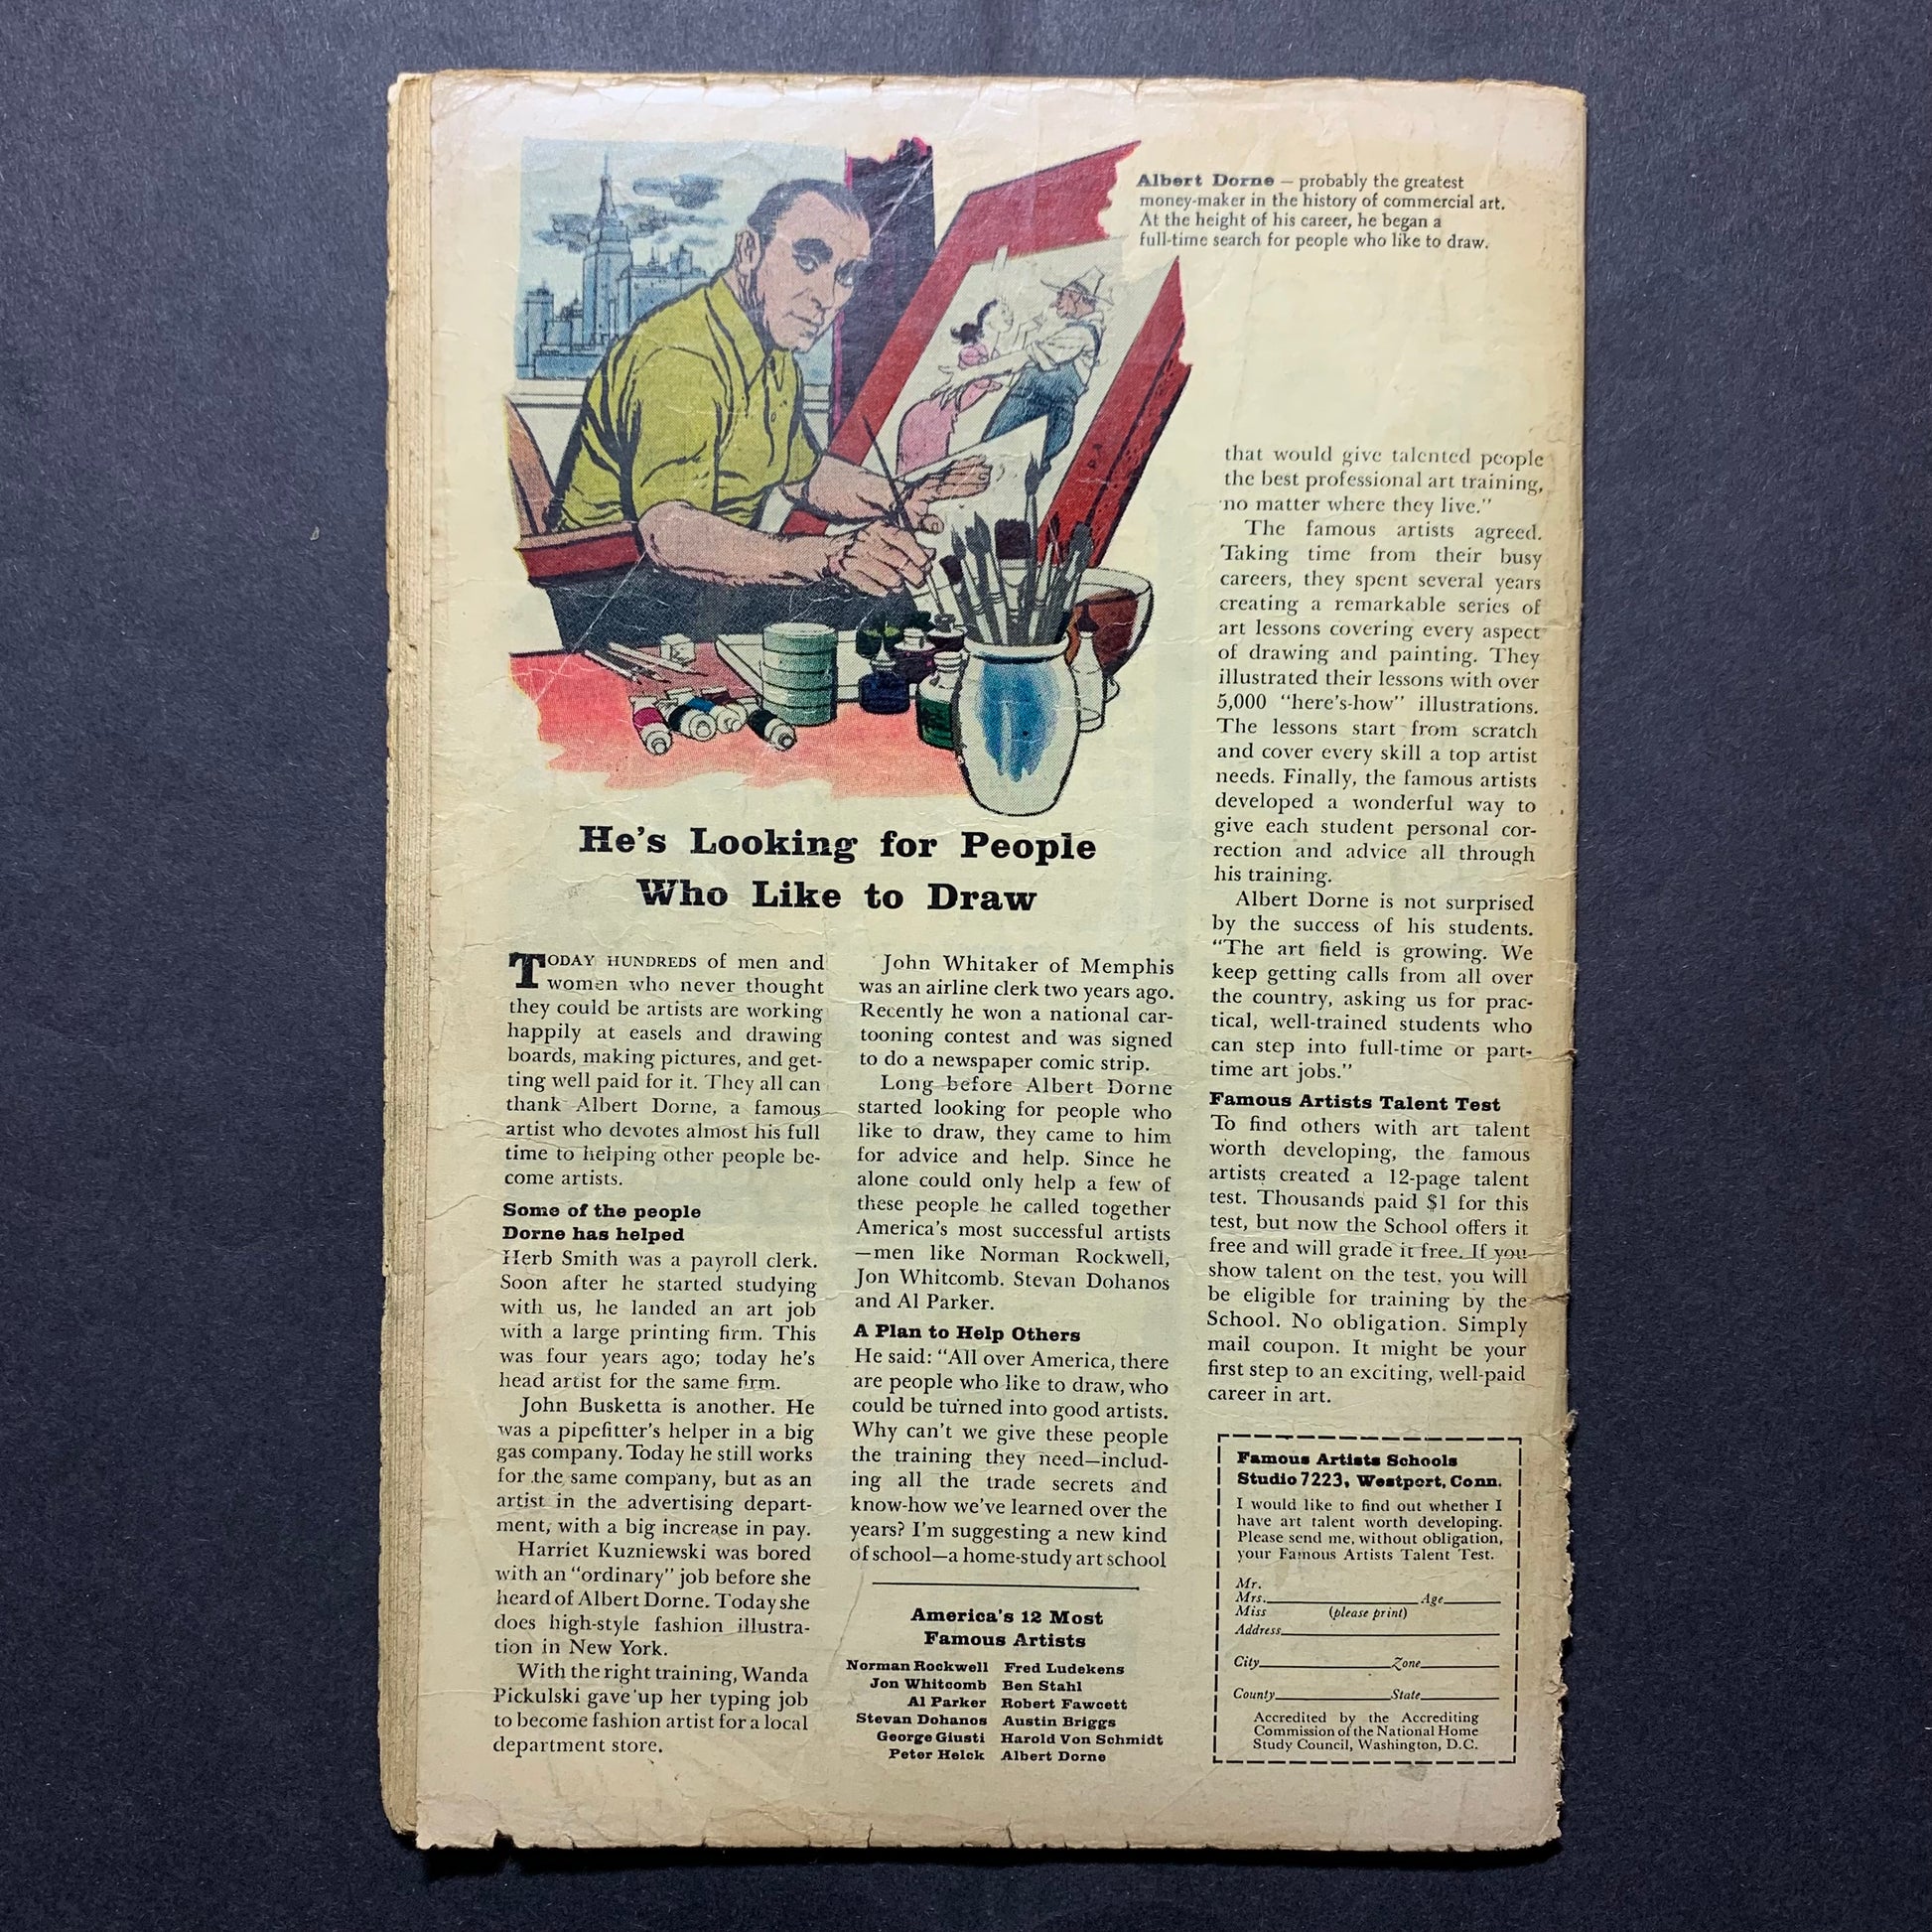 Albert Dorne — probably the greatest
money-maker in the history of commercial art.
At the height of his career, he began a
full-time search for people who like to draw.
He's Looking for People
Who Like to Draw
TODAY HUNDREDS of men and
women who never thought
they could be artists are working
happily at easels and drawing
boards, making pictures, and get-
ting well paid for it. They all can
thank Albert Dorne, a famous
artist who devotes almost his full
time to helping other people be-
come artists.
Some of the people
Dorne has helped
Herb Smith was a payroll clerk.
Soon after he started studying
with us, he landed an art job
with a large printing firm. This
was four years ago; today he's
head artist for the same firm.
John Busketta is another. He
was a pipefitter's helper in a big
gas company. Today he still works
for the same company, but as an
artist in the advertising depart-
ment, with a big increase in pay.
Harriet Kuzniewski was bored
with an "ordinary" job before she
heard of Albert Dorne. Today she
does high-style fashion illustra-
tion in New York.
With the right training, Wanda
Pickulski gave up her typing job
to become fashion artist for a local
department store.
John Whitaker of Memphis
was an airline clerk two years ago.
Recently he won a national car-
tooning contest and was signed
to do a newspaper comic strip.
Long before Albert Dorne
started looking for people who
like to draw, they came to him
for advice and help. Since he
alone could only help a few of
these people he called together
America's most successful artists
—men like Norman Rockwell,
Jon Whitcomb. Stevan Dohanos
and Al Parker.
A Plan to Help Others
He said: "All over America, there
are people who like to draw, who
could be turned into good artists.
Why can't we give these people
the training they need—includ-
ing all the trade secrets and
know-how we've learned over the
years? I'm suggesting a new kind
of school—a home-study art school
America's 12 Most
Famous Artists
Norman Rockwell Fred Ludekens
Jon Whitcomb Ben Stahl
Al Parker Robert Fawcett
Stevan Dohanos Austin Briggs
George Giusti Harold Von Schmidt
Peter Helck Albert Dorne
that would give talented people
the best professional art training,
no matter where they live."
The famous artists agreed.
Taking time from their busy
careers, they spent several years
creating a remarkable series of
art lessons covering every aspect
of drawing and painting. They
illustrated their lessons with over
5,000 "here's-how" illustrations.
The lessons start from scratch
and cover every skill a top artist
needs. Finally, the famous artists
developed a wonderful way to
give each student personal cor-
rection and advice all through
his training.
Albert Dorne is not surprised
by the success of his students.
"The art field is growing. We
keep getting calls from all over
the country, asking us for prac-
tical, well-trained students who
can step into full-time or part-
time art jobs."
Famous Artists Talent Test
To find others with art talent
worth developing, the famous
artists created a 12-page talent
test. Thousands paid $1 for this
test, but now the School offers it
free and will grade it free. If you
show talent on the test, you will
be eligible for training by the
School. No obligation. Simply
mail coupon. It might be your
first step to an exciting, well-paid
career in art.
Famous Artists Schools
Studio 7223, Westport, Conn.
I would like to find out whether I
have art talent worth developing.
Please send me, without obligation,
your Famous Artists Talent Test.
Mr.
Mrs. Age
Miss (please print)
Address
City Zone
County State
Accredited by the Accrediting
Commission of the National Home
Study Council, Washington, D.C.